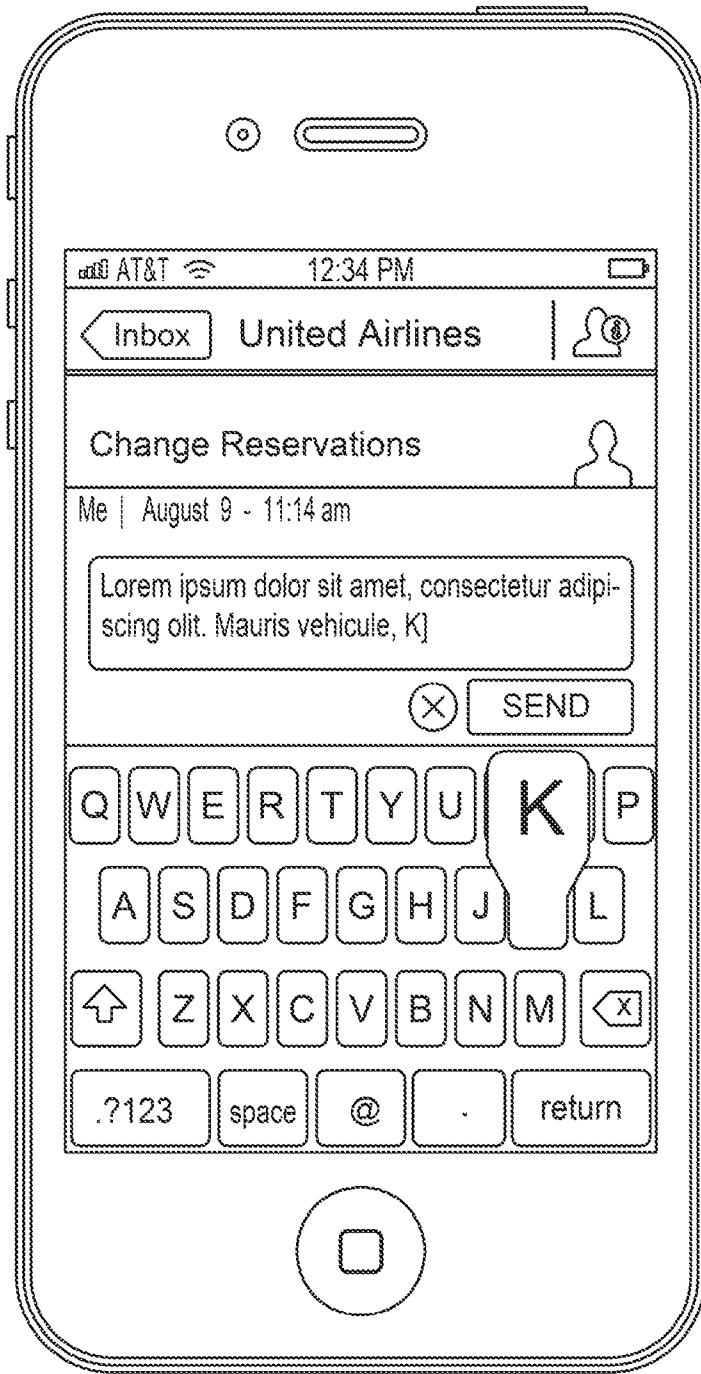 AT&T 12:34 PM
Inbox United Airlines
Change Reservations
Me | August 9 - 11:14 am
Lorem ipsum dolor sit amet, consectetur adipi-
scing olit. Mauris vehicule, K]
SEND
Q W E R T Y U K P
A S D F G H J L
Z X C V B N M X
.?123 space @ . return